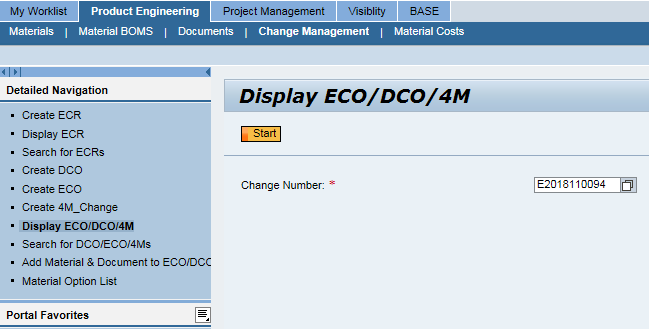 My Worklist Product Engineering Project Management Visiblity BASE
Materials | Material BOMS | Documents | Change Management | Material Costs
Detailed Navigation
Create ECR
Display ECR
Search for ECRs
Create DCO
Create ECO
Create 4M_Change
Display ECO/DCO/4M
Search for DCO/ECO/4Ms
Add Material & Document to ECO/DCO
Material Option List
Portal Favorites
Display ECO/DCO/4M
Start
Change Number: * E2018110094